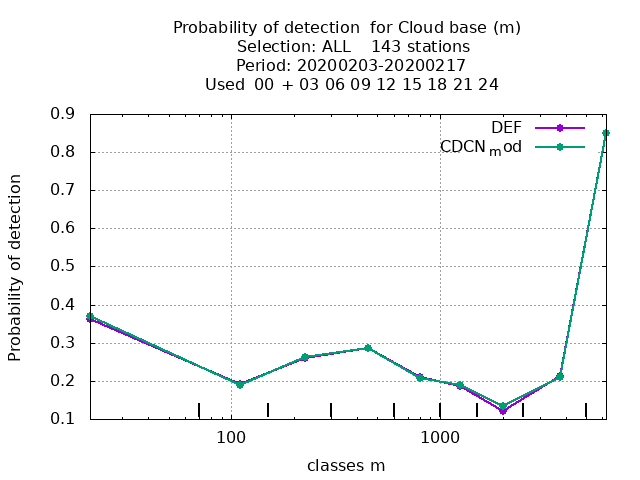 Probability of detection  for Cloud base (m)
Selection: ALL    143 stations
Period: 20200203-20200217
Used  00 + 03 06 09 12 15 18 21 24
DEF
CDCNmod
Probability of detection
0.9
0.8
0.7
0.6
0.5
0.4
0.3
0.2
0.1
100
1000
classes m